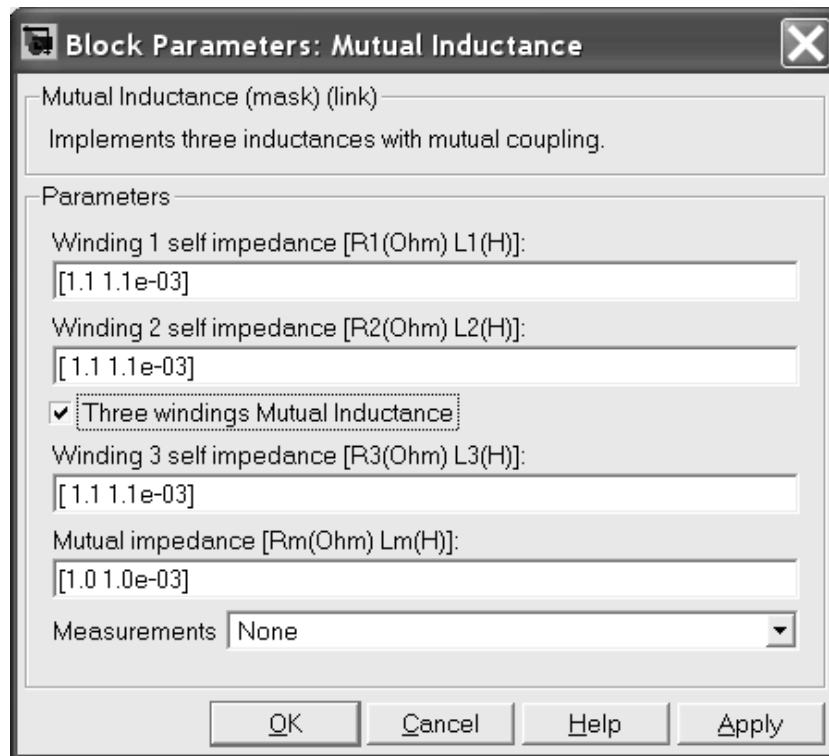 Block Parameters: Mutual Inductance
Mutual Inductance (mask) (link)
Implements three inductances with mutual coupling.
Parameters
Winding 1 self impedance [R1(Ohm) L1(H)]:
[1.1 1.1e-03]
Winding 2 self impedance [R2(Ohm) L2(H)]:
[ 1.1 1.1e-03]
Three windings Mutual Inductance
Winding 3 self impedance [R3(Ohm) L3(H)]:
[ 1.1 1.1e-03]
Mutual impedance [Rm(Ohm) Lm(H)]:
[1.0 1.0e-03]
Measurements None
OK Cancel Help Apply